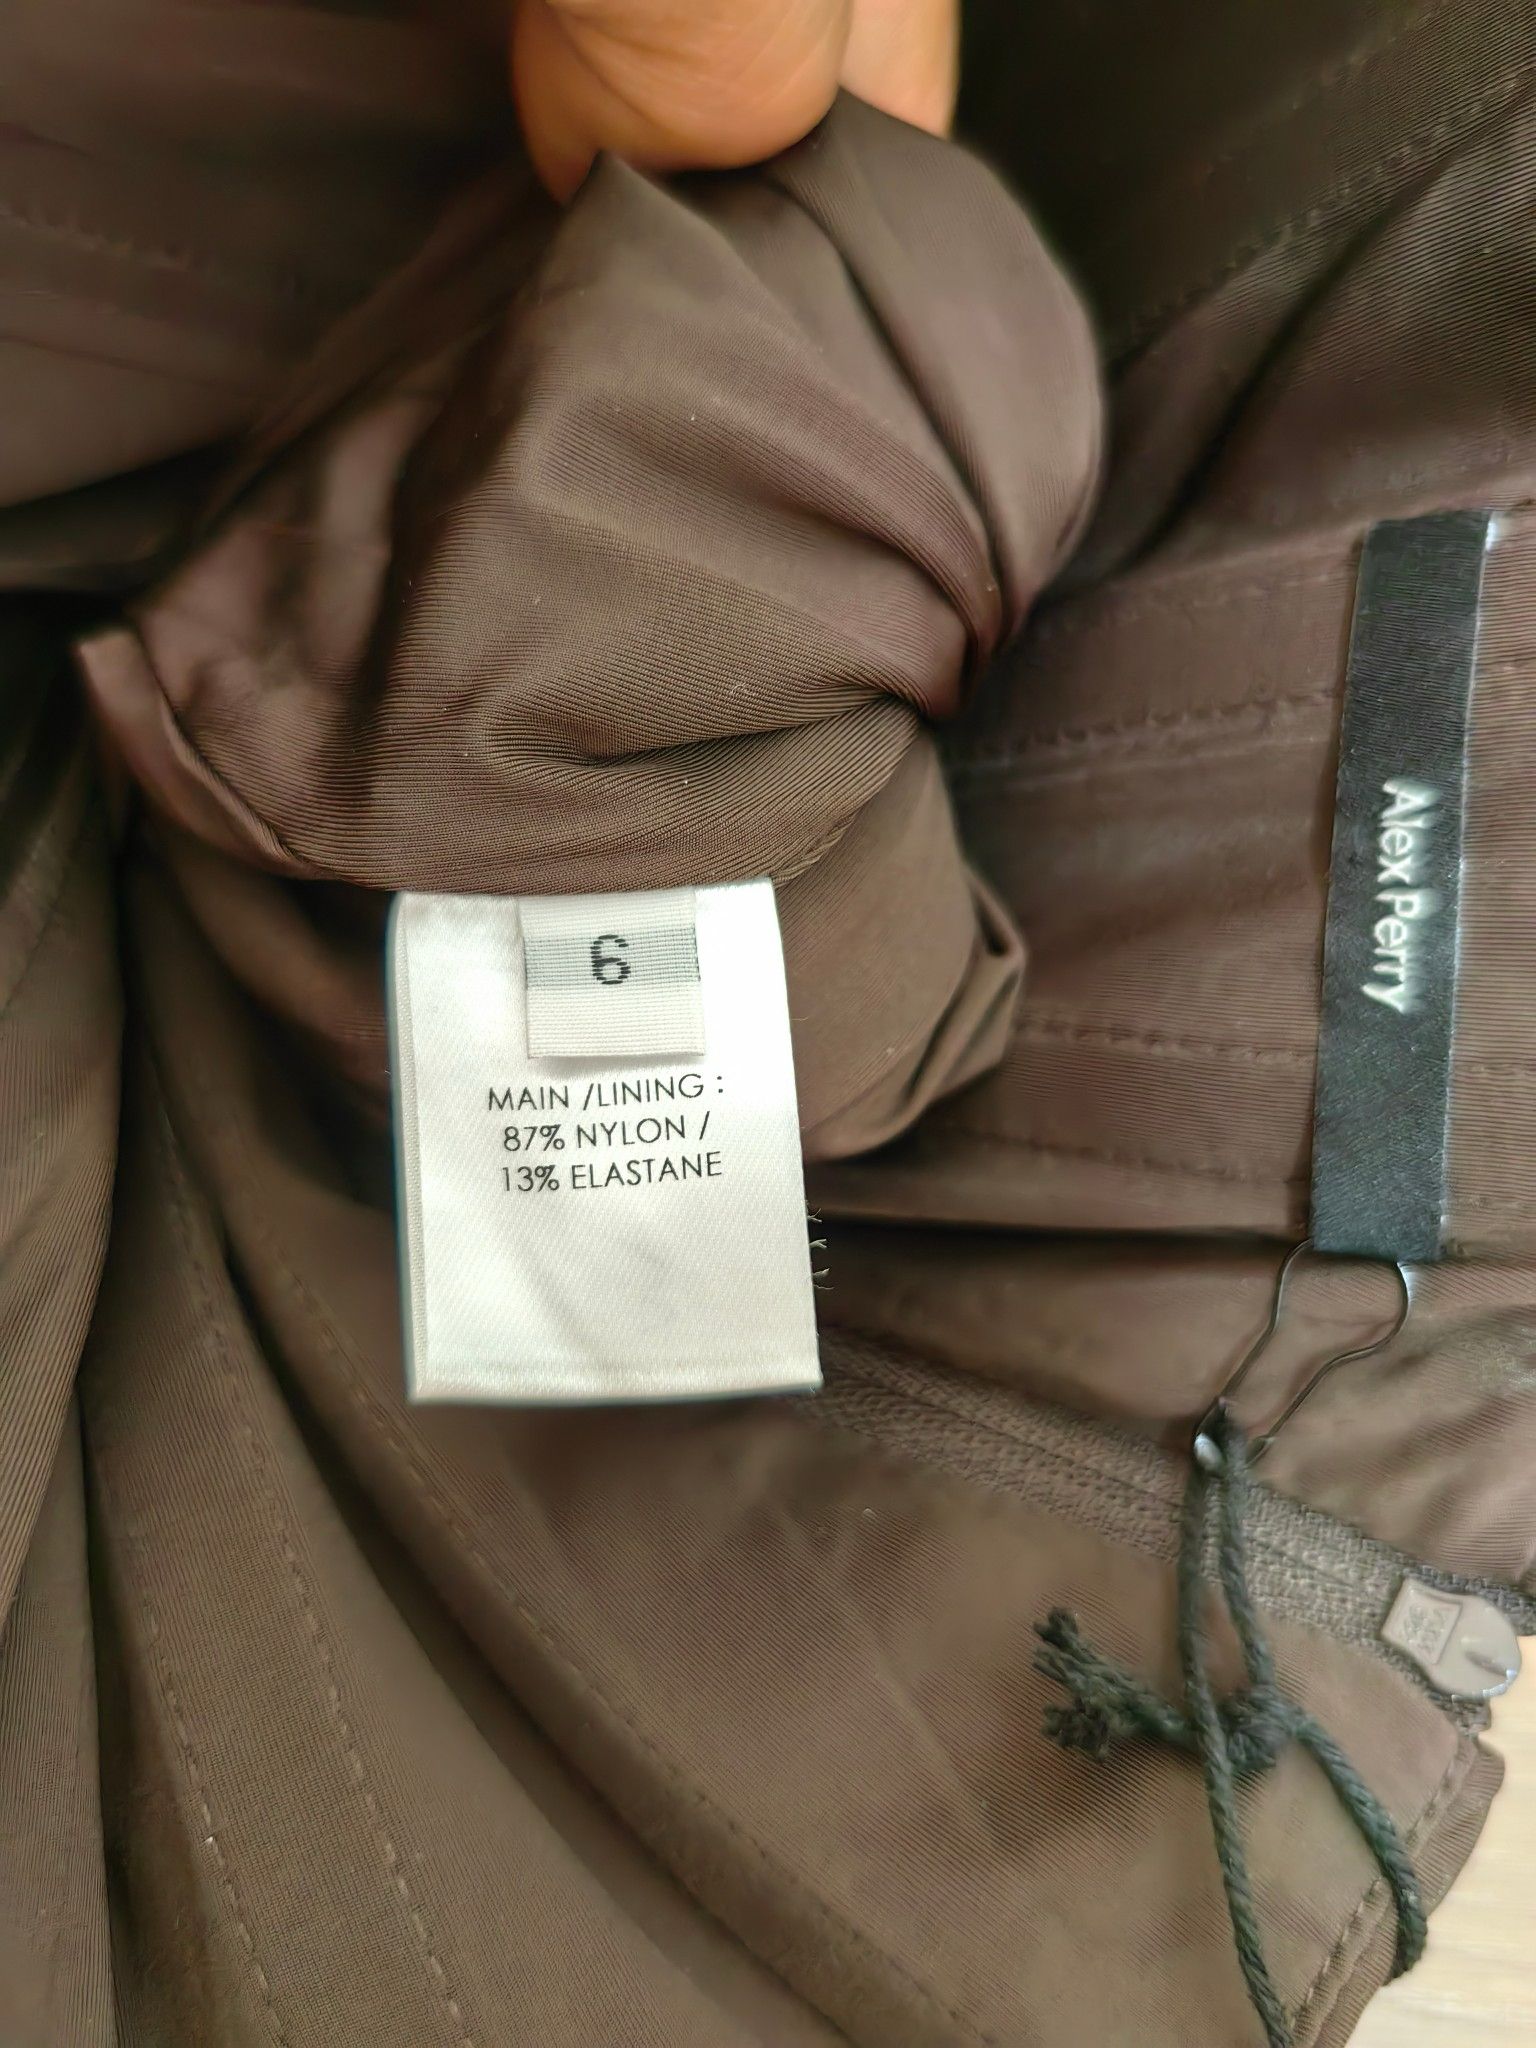 6
MAIN /LINING :
87% NYLON /
13% ELASTANE
Alex Perry